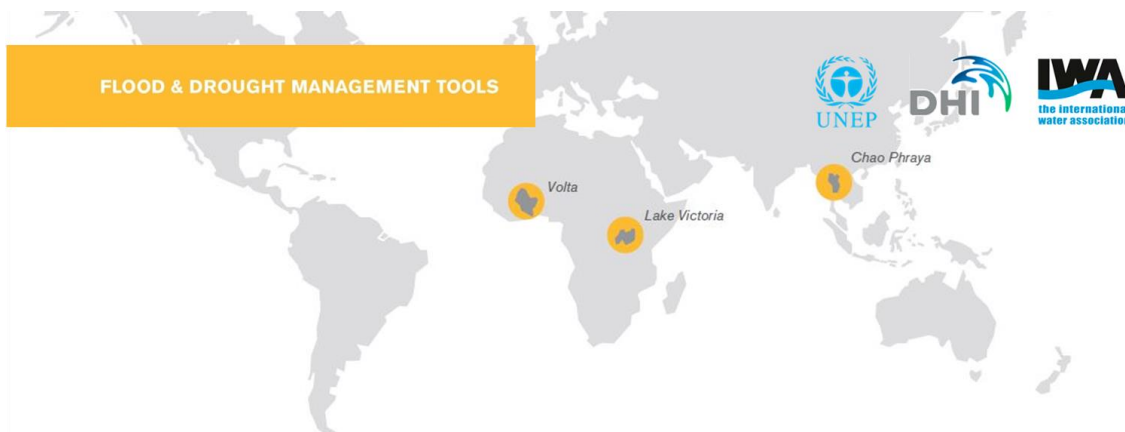 FLOOD & DROUGHT MANAGEMENT TOOLS
UNEP
DHI
IWA
the international
water association
Chao Phraya
Volta
Lake Victoria